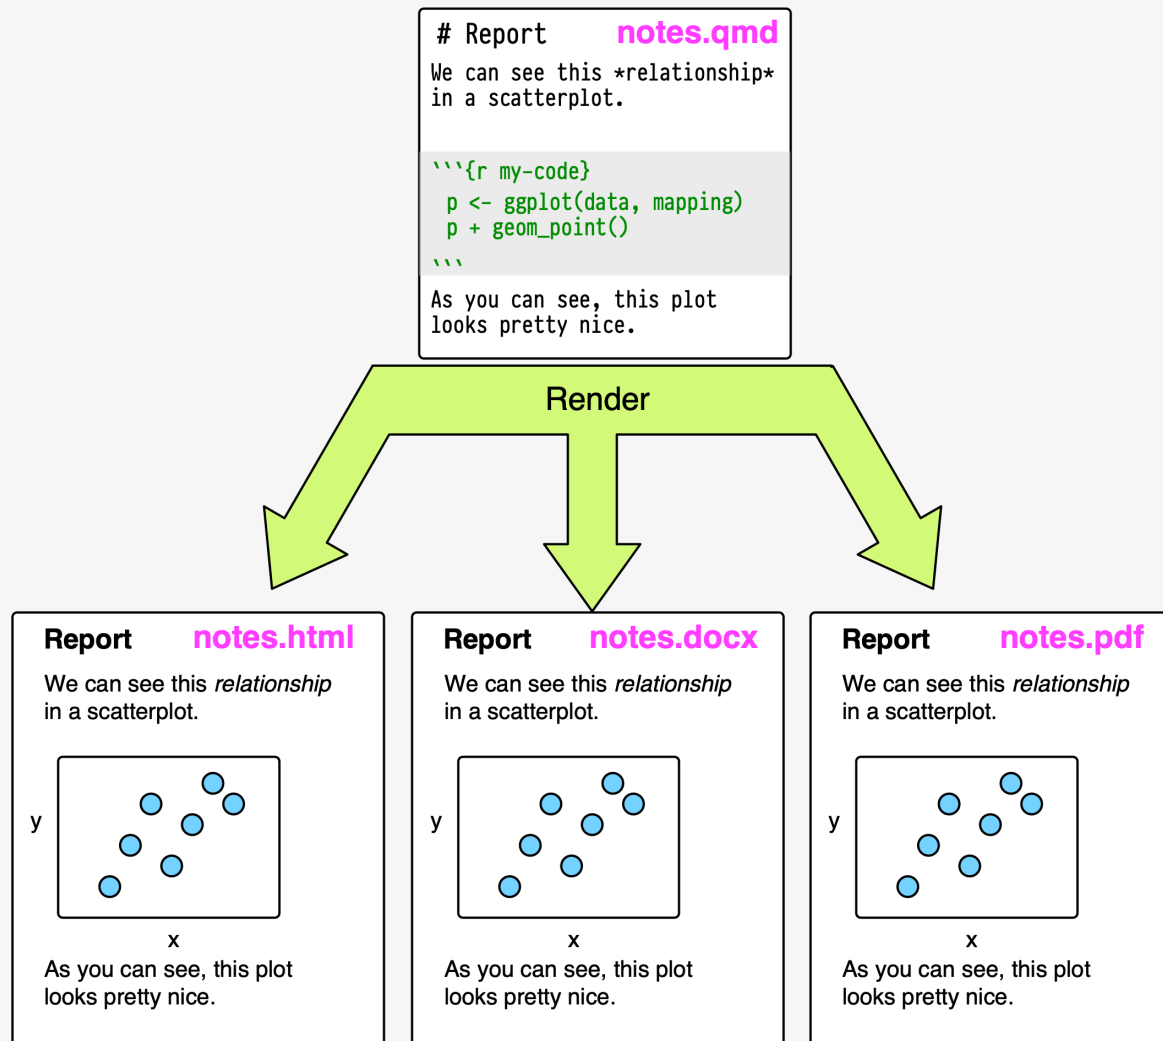 # Report notes.qmd
We can see this *relationship*
in a scatterplot.
```{r my-code}
p <- ggplot(data, mapping)
p + geom_point()
```
As you can see, this plot
looks pretty nice.
Render
Report notes.html
We can see this relationship
in a scatterplot.
y
x
As you can see, this plot
looks pretty nice.
Report notes.docx
We can see this relationship
in a scatterplot.
y
x
As you can see, this plot
looks pretty nice.
Report notes.pdf
We can see this relationship
in a scatterplot.
y
x
As you can see, this plot
looks pretty nice.